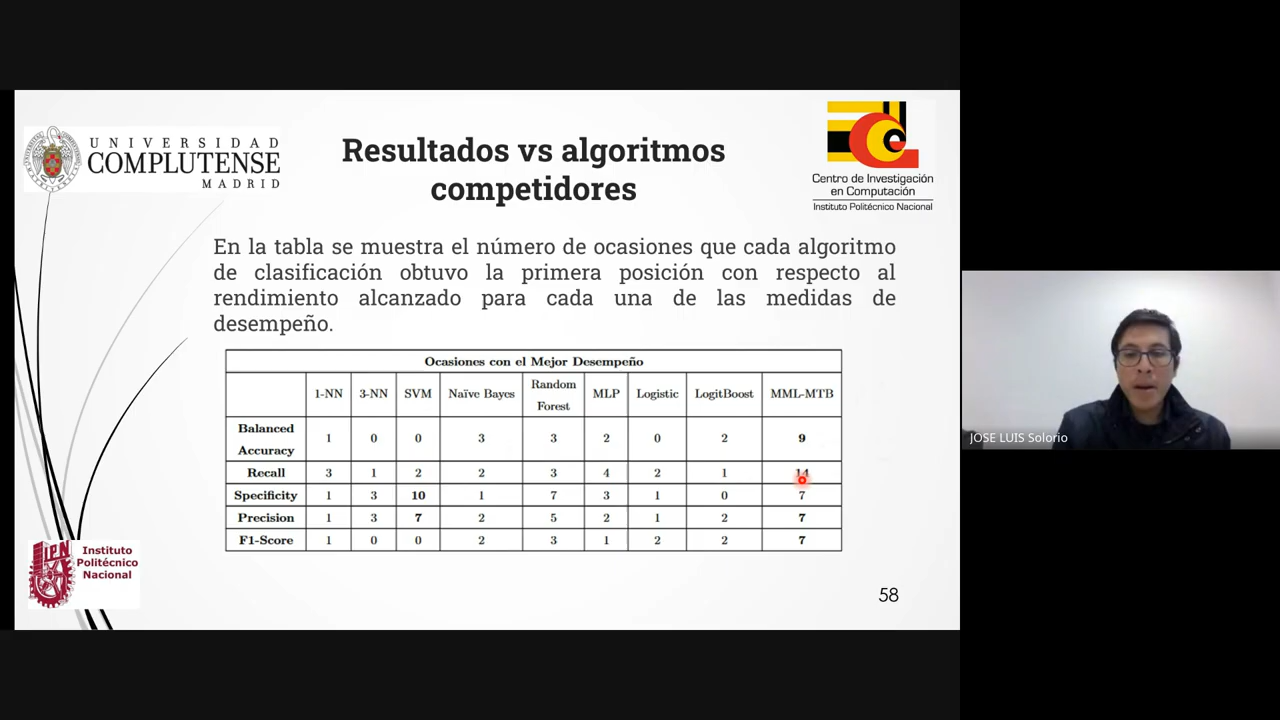 UNIVERSIDAD
COMPLUTENSE
MADRID
Resultados vs algoritmos
competidores
Centro de Investigación
en Computación
Instituto Politécnico Nacional
En la tabla se muestra el número de ocasiones que cada algoritmo
de clasificación obtuvo la primera posición con respecto al
rendimiento alcanzado para cada una de las medidas de
desempeño.
Ocasiones con el Mejor Desempeño
1-NN 3-NN SVM Naïve Bayes Random Forest MLP Logistic LogitBoost MML-MTB
Balanced Accuracy 1 0 0 3 3 2 0 2 9
Recall 3 1 2 2 3 4 2 1 14
Specificity 1 3 10 1 7 3 1 0 7
Precision 1 3 7 2 5 2 1 2 7
F1-Score 1 0 0 2 3 1 2 2 7
IPN
Instituto
Politécnico
Nacional
58
JOSE LUIS Solorio